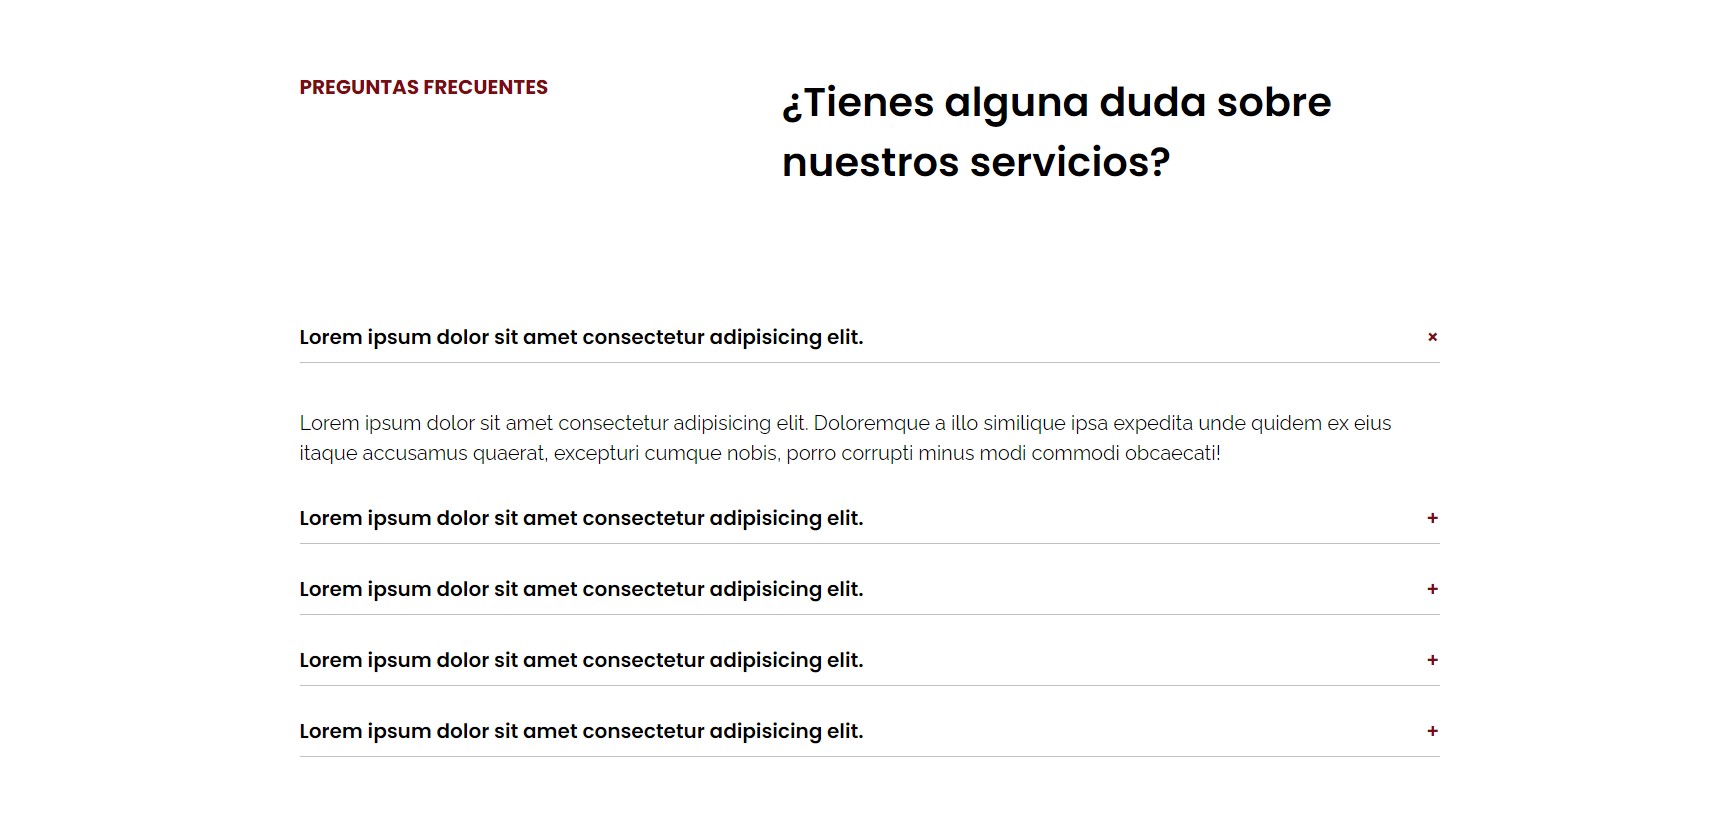 PREGUNTAS FRECUENTES
¿Tienes alguna duda sobre
nuestros servicios?
Lorem ipsum dolor sit amet consectetur adipisicing elit. ×
Lorem ipsum dolor sit amet consectetur adipisicing elit. Doloremque a illo similique ipsa expedita unde quidem ex eius
itaque accusamus quaerat, excepturi cumque nobis, porro corrupti minus modi commodi obcaecati!
Lorem ipsum dolor sit amet consectetur adipisicing elit. +
Lorem ipsum dolor sit amet consectetur adipisicing elit. +
Lorem ipsum dolor sit amet consectetur adipisicing elit. +
Lorem ipsum dolor sit amet consectetur adipisicing elit. +